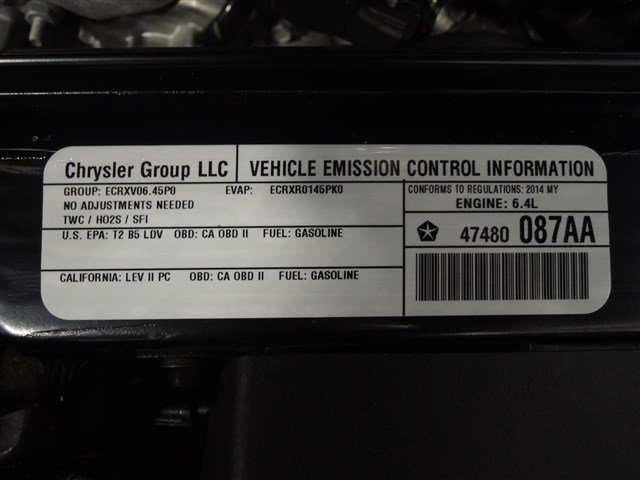 Chrysler Group LLC
VEHICLE EMISSION CONTROL INFORMATION
GROUP: ECRXV06.45P0 EVAP: ECRXR0145PK0
NO ADJUSTMENTS NEEDED
TWC / HO2S / SFI
CONFORMS TO REGULATIONS: 2014 MY
ENGINE: 6.4L
U.S. EPA: T2 B5 LDV OBD: CA OBD II FUEL: GASOLINE
47480 087AA
CALIFORNIA: LEV II PC OBD: CA OBD II FUEL: GASOLINE